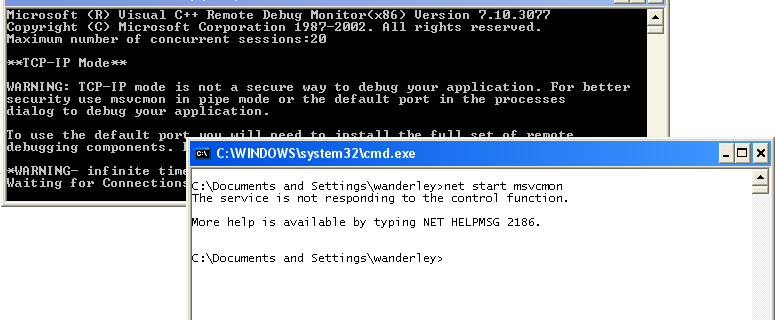 Microsoft (R) Visual C++ Remote Debug Monitor(x86) Version 7.10.3077
Copyright (C) Microsoft Corporation 1987-2002. All rights reserved.
Maximum number of concurrent sessions:20
**TCP-IP Mode**
WARNING: TCP-IP mode is not a secure way to debug your application. For better
security use msvcmon in pipe mode or the default port in the processes
dialog to debug your application.
To use the default port you will need to install the full set of remote
debugging components.
*WARNING- infinite time
Waiting for Connections
C:\WINDOWS\system32\cmd.exe
C:\Documents and Settings\wanderley>net start msvcmon
The service is not responding to the control function.
More help is available by typing NET HELPMSG 2186.
C:\Documents and Settings\wanderley>